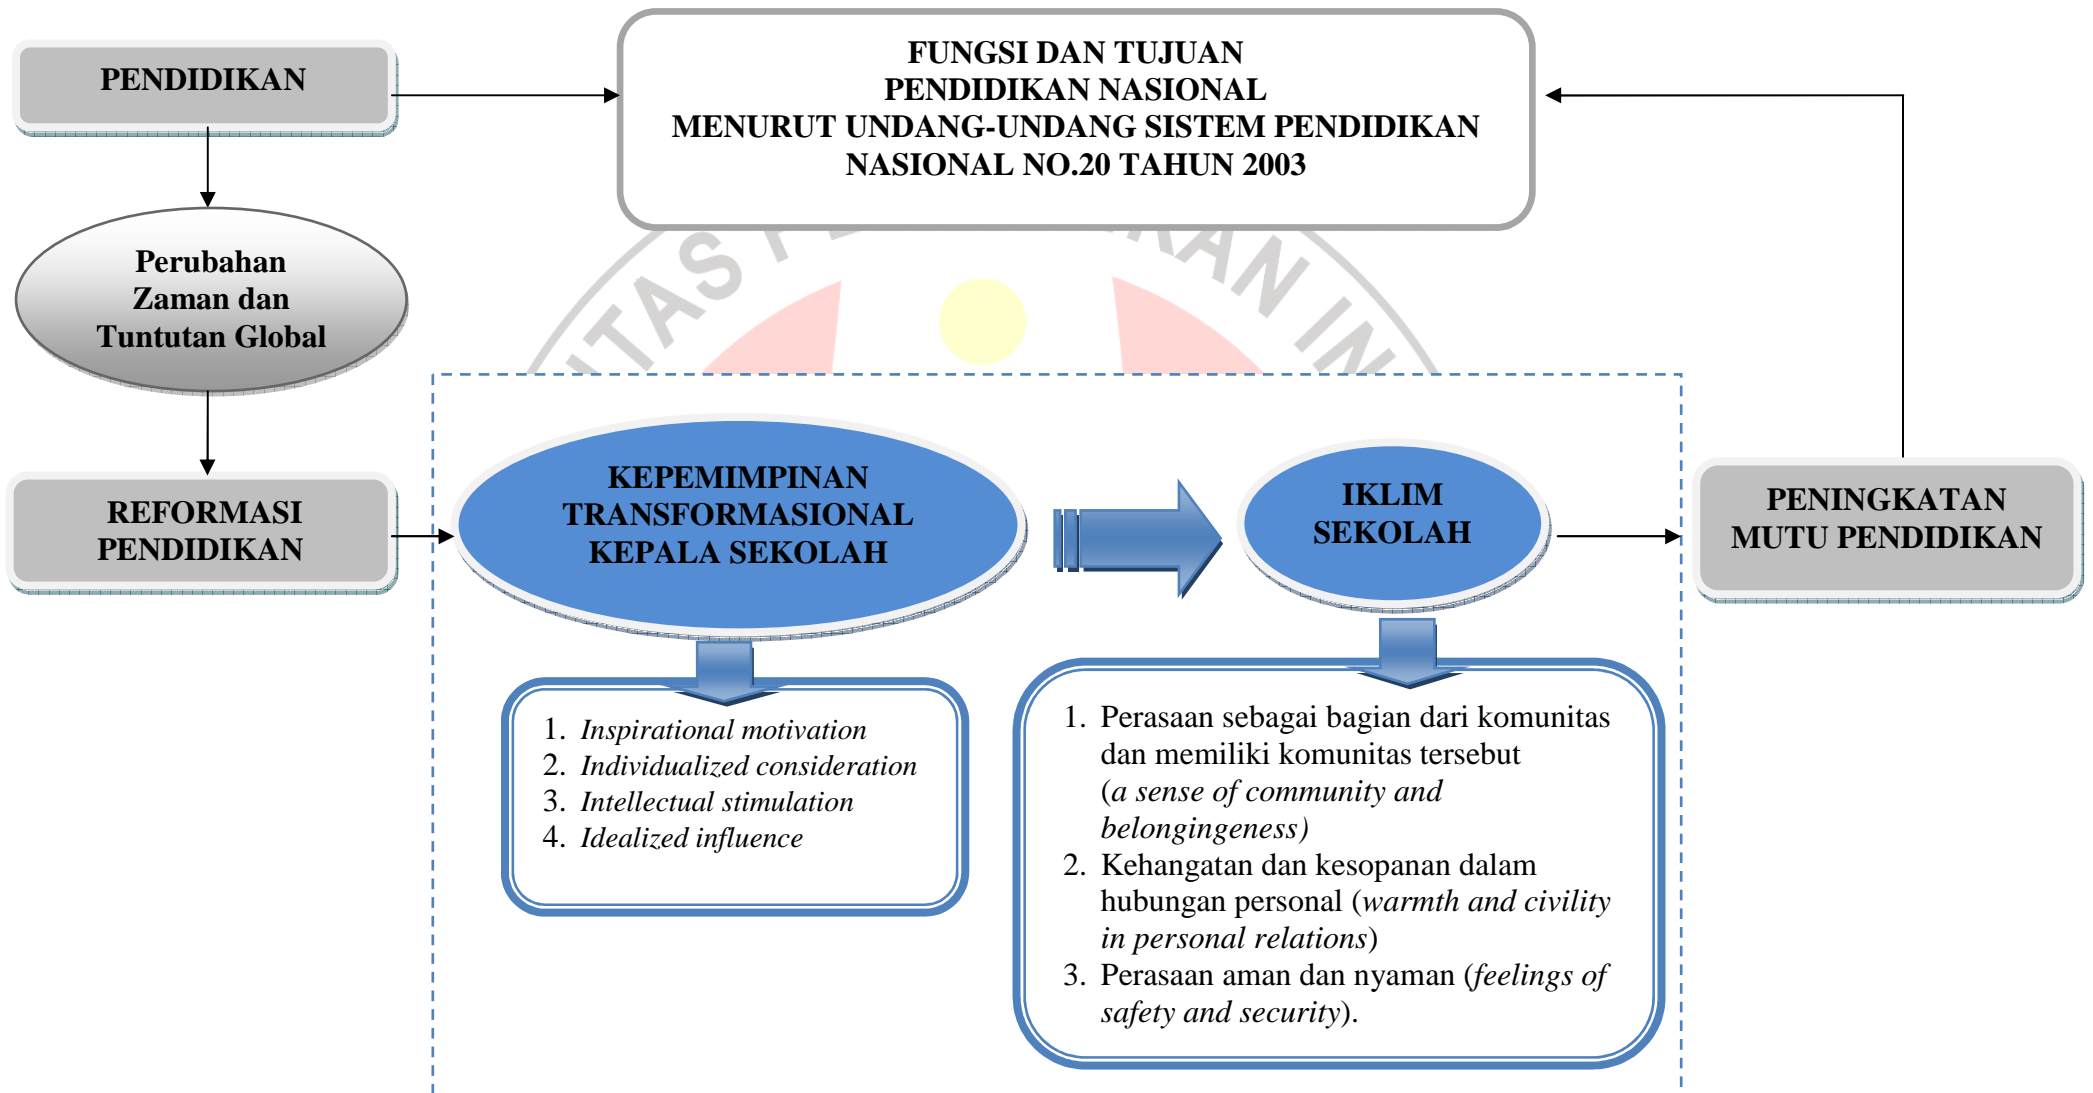 PENDIDIKAN
FUNGSI DAN TUJUAN
PENDIDIKAN NASIONAL
MENURUT UNDANG-UNDANG SISTEM PENDIDIKAN
NASIONAL NO.20 TAHUN 2003
Perubahan
Zaman dan
Tuntutan Global
REFORMASI
PENDIDIKAN
KEPEMIMPINAN
TRANSFORMASIONAL
KEPALA SEKOLAH
IKLIM
SEKOLAH
PENINGKATAN
MUTU PENDIDIKAN
1. Inspirational motivation
2. Individualized consideration
3. Intellectual stimulation
4. Idealized influence
1. Perasaan sebagai bagian dari komunitas
dan memiliki komunitas tersebut
(a sense of community and
belongingeness)
2. Kehangatan dan kesopanan dalam
hubungan personal (warmth and civility
in personal relations)
3. Perasaan aman dan nyaman (feelings of
safety and security).